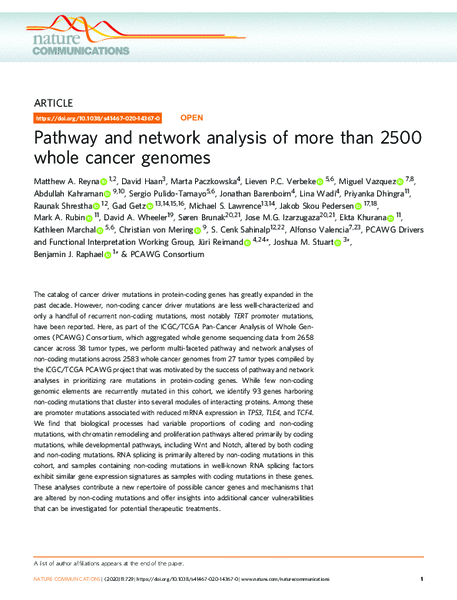 nature
COMMUNICATIONS
ARTICLE
https://doi.org/10.1038/s41467-020-14367-0
OPEN
Pathway and network analysis of more than 2500
whole cancer genomes
Matthew A. Reyna 1,2, David Haan3, Marta Paczkowska4, Lieven P.C. Verbeke 5,6, Miguel Vazquez 7,8,
Abdullah Kahraman 9,10, Sergio Pulido-Tamayo5,6, Jonathan Barenboim4, Lina Wadi4, Priyanka Dhingra11,
Raunak Shrestha 12, Gad Getz 13,14,15,16, Michael S. Lawrence13,14, Jakob Skou Pedersen 17,18,
Mark A. Rubin 11, David A. Wheeler19, Søren Brunak20,21, Jose M.G. Izarzugaza20,21, Ekta Khurana 11,
Kathleen Marchal 5,6, Christian von Mering 9, S. Cenk Sahinalp12,22, Alfonso Valencia7,23, PCAWG Drivers
and Functional Interpretation Working Group, Jüri Reimand 4,24*, Joshua M. Stuart 3*,
Benjamin J. Raphael 1* & PCAWG Consortium
The catalog of cancer driver mutations in protein-coding genes has greatly expanded in the
past decade. However, non-coding cancer driver mutations are less well-characterized and
only a handful of recurrent non-coding mutations, most notably TERT promoter mutations,
have been reported. Here, as part of the ICGC/TCGA Pan-Cancer Analysis of Whole Gen-
omes (PCAWG) Consortium, which aggregated whole genome sequencing data from 2658
cancer across 38 tumor types, we perform multi-faceted pathway and network analyses of
non-coding mutations across 2583 whole cancer genomes from 27 tumor types compiled by
the ICGC/TCGA PCAWG project that was motivated by the success of pathway and network
analyses in prioritizing rare mutations in protein-coding genes. While few non-coding
genomic elements are recurrently mutated in this cohort, we identify 93 genes harboring
non-coding mutations that cluster into several modules of interacting proteins. Among these
are promoter mutations associated with reduced mRNA expression in TP53, TLE4, and TCF4.
We find that biological processes had variable proportions of coding and non-coding
mutations, with chromatin remodeling and proliferation pathways altered primarily by coding
mutations, while developmental pathways, including Wnt and Notch, altered by both coding
and non-coding mutations. RNA splicing is primarily altered by non-coding mutations in this
cohort, and samples containing non-coding mutations in well-known RNA splicing factors
exhibit similar gene expression signatures as samples with coding mutations in these genes.
These analyses contribute a new repertoire of possible cancer genes and mechanisms that
are altered by non-coding mutations and offer insights into additional cancer vulnerabilities
that can be investigated for potential therapeutic treatments.
A list of author affiliations appears at the end of the paper.
NATURE COMMUNICATIONS | (2020) 11:729 | https://doi.org/10.1038/s41467-020-14367-0 | www.nature.com/naturecommunications
1